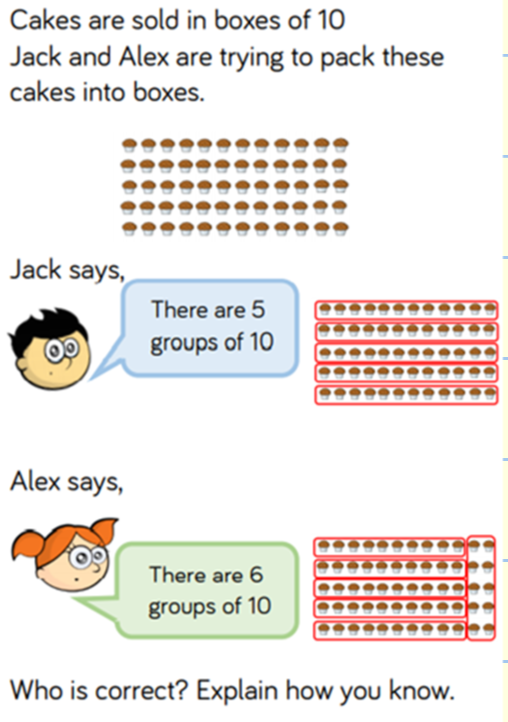 Cakes are sold in boxes of 10
Jack and Alex are trying to pack these
cakes into boxes.
Jack says,
There are 5
groups of 10
Alex says,
There are 6
groups of 10
Who is correct? Explain how you know.